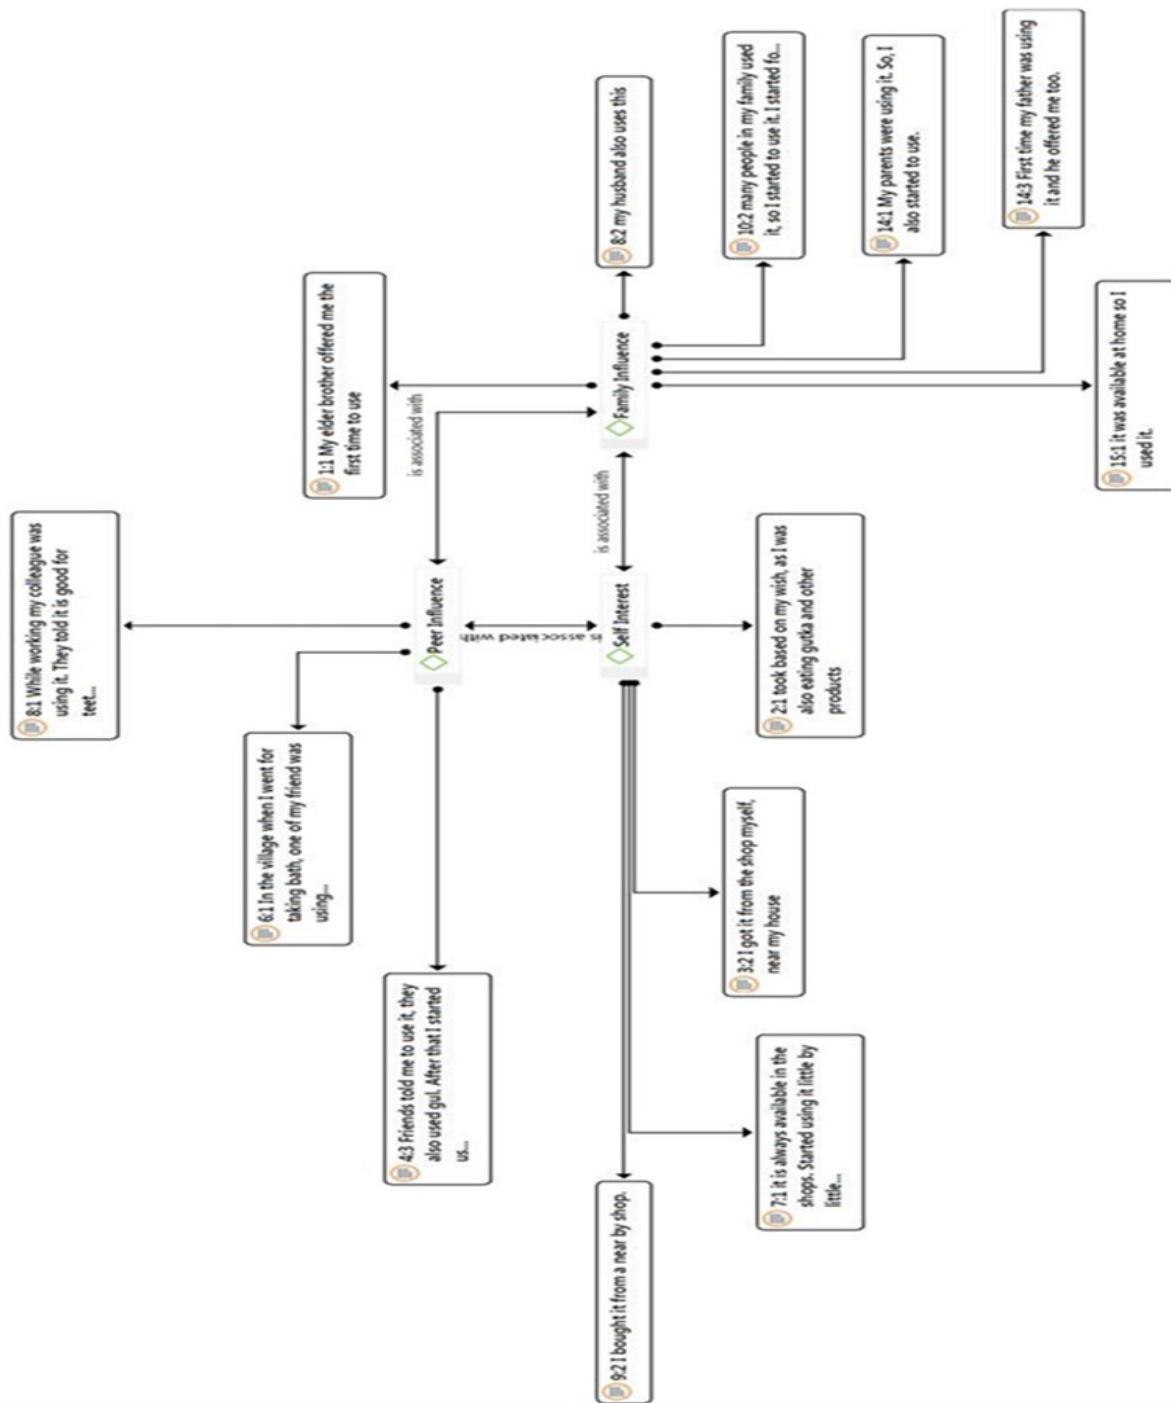 8:1 While working my colleague was
using it. They told it is good for
teet...
6:1 In the village when I went for
taking bath, one of my friend was
using...
4:3 Friends told me to use it, they
also used gul. After that I started
us...
1:1 My elder brother offered me the
first time to use
is associated with
Peer Influence
is associated with
is associated with
Self Interest
Family Influence
9:2 I bought it from a near by shop.
7:1 it is always available in the
shops. Started using it little by
little...
3:2 I got it from the shop myself,
near my house
2:1 took based on my wish, as I was
also eating gutka and other
products
8:2 my husband also uses this
10:2 many people in my family used
it, so I started to use it. I started fo...
14:1 My parents were using it. So, I
also started to use.
14:3 First time my father was using
it and he offered me too.
15:1 it was available at home so I
used it.